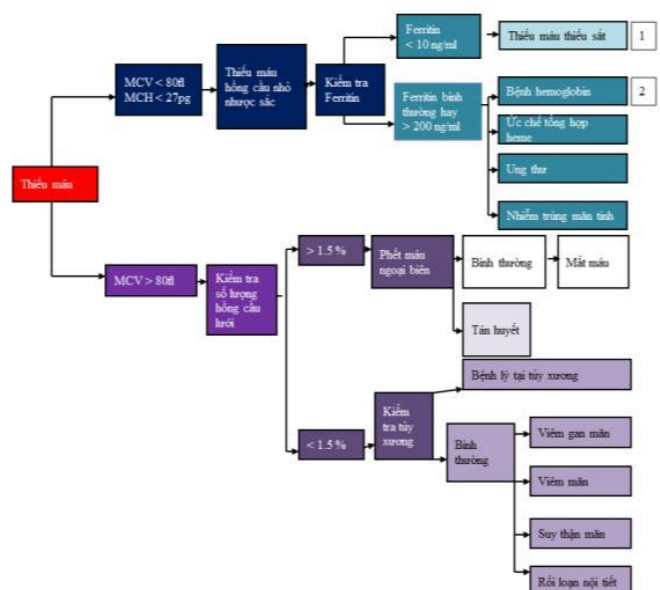 Ferritin
< 10 ng/ml
Thiếu máu thiếu sắt
1
MCV < 80fl
MCH < 27pg
Thiếu máu
hồng cầu nhỏ
nhược sắc
Kiểm tra
Ferritin
Ferritin bình
thường hay
> 200 ng/ml
Bệnh hemoglobin
2
Ức chế tổng hợp
heme
Ung thư
Nhiễm trùng mãn tính
Thiếu máu
MCV > 80fl
Kiểm tra
số lượng
hồng cầu
lưới
> 1.5 %
Phết máu
ngoại biên
Bình thường
Mất máu
Tán huyết
Bệnh lý tại tủy xương
< 1.5 %
Kiểm
tra tủy
xương
Bình
thường
Viêm gan mãn
Viêm mãn
Suy thận mãn
Rối loạn nội tiết